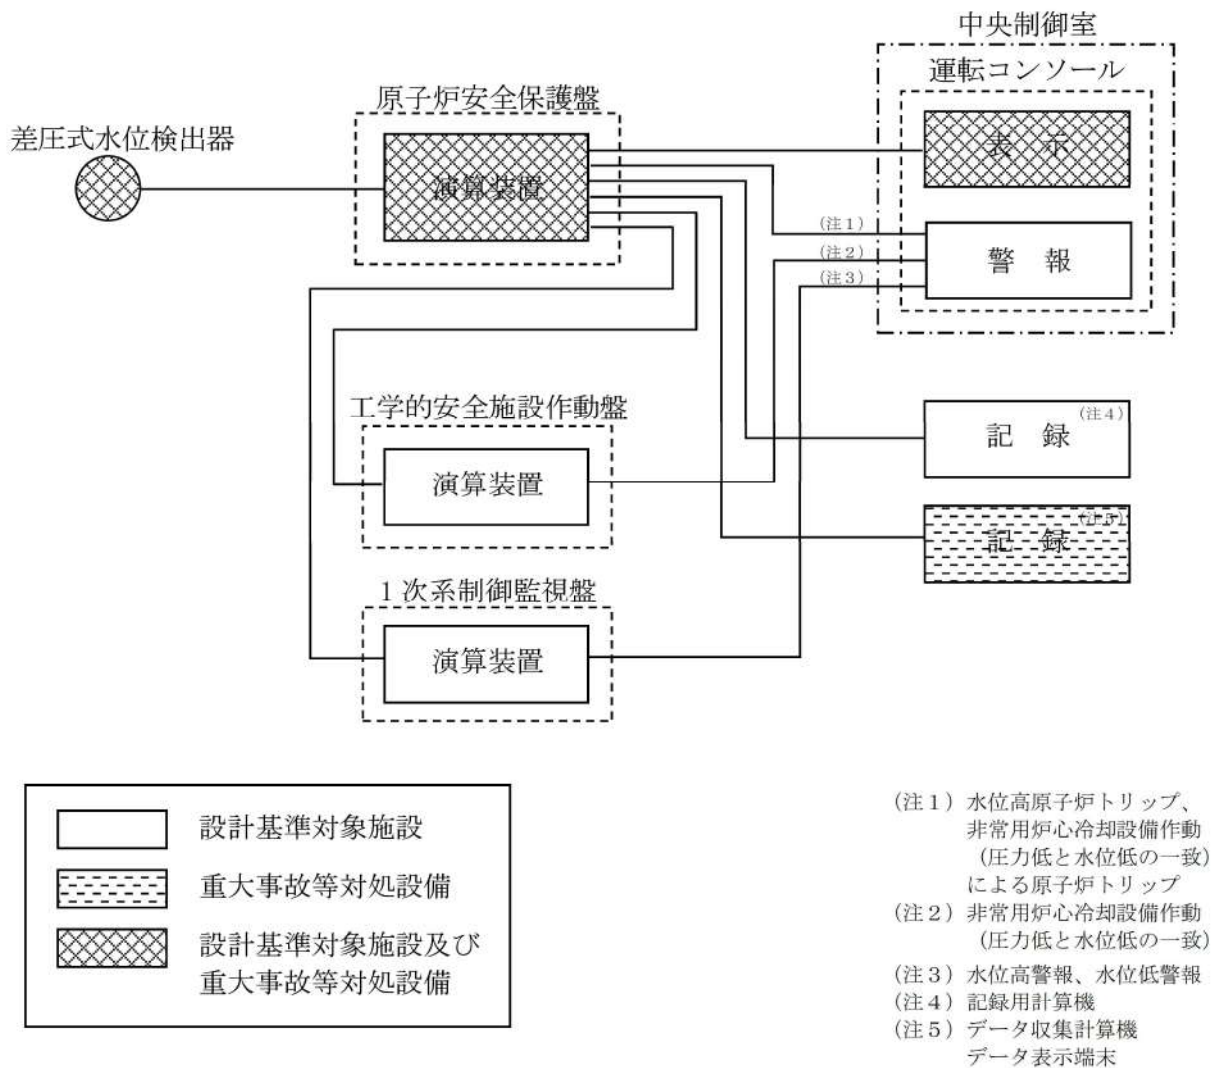 中央制御室
運転コンソール
原子炉安全保護盤
差圧式水位検出器
演算装置
表　示
(注１)
(注２)
(注３)
警　報
工学的安全施設作動盤
演算装置
(注４)
記　録
(注５)
記　録
１次系制御監視盤
演算装置
設計基準対象施設
重大事故等対処設備
設計基準対象施設及び
重大事故等対処設備
(注１) 水位高原子炉トリップ、
非常用炉心冷却設備作動
(圧力低と水位低の一致)
による原子炉トリップ
(注２) 非常用炉心冷却設備作動
(圧力低と水位低の一致)
(注３) 水位高警報、水位低警報
(注４) 記録用計算機
(注５) データ収集計算機
データ表示端末